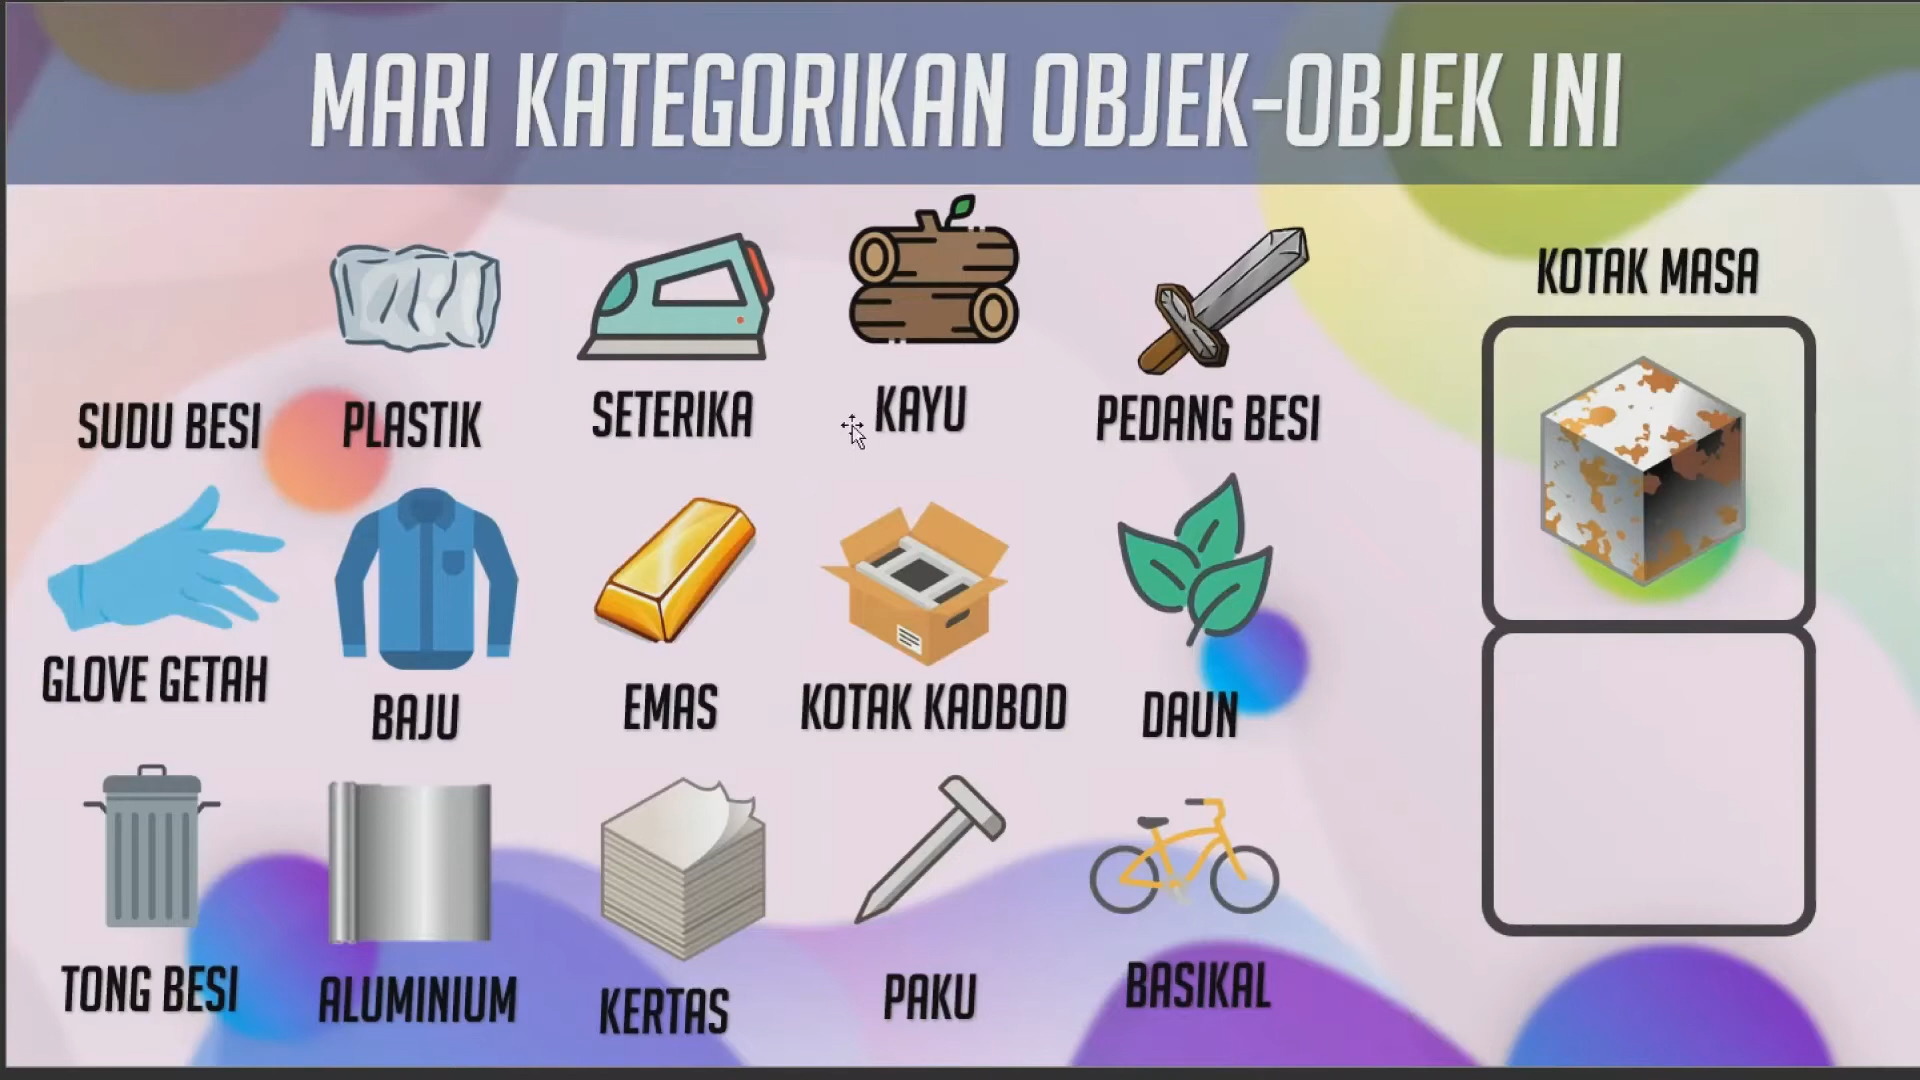 MARI KATEGORIKAN OBJEK-OBJEK INI
KOTAK MASA
SUDU BESI
PLASTIK
SETERIKA
KAYU
PEDANG BESI
GLOVE GETAH
BAJU
EMAS
KOTAK KADBOD
DAUN
TONG BESI
ALUMINIUM
KERTAS
PAKU
BASIKAL